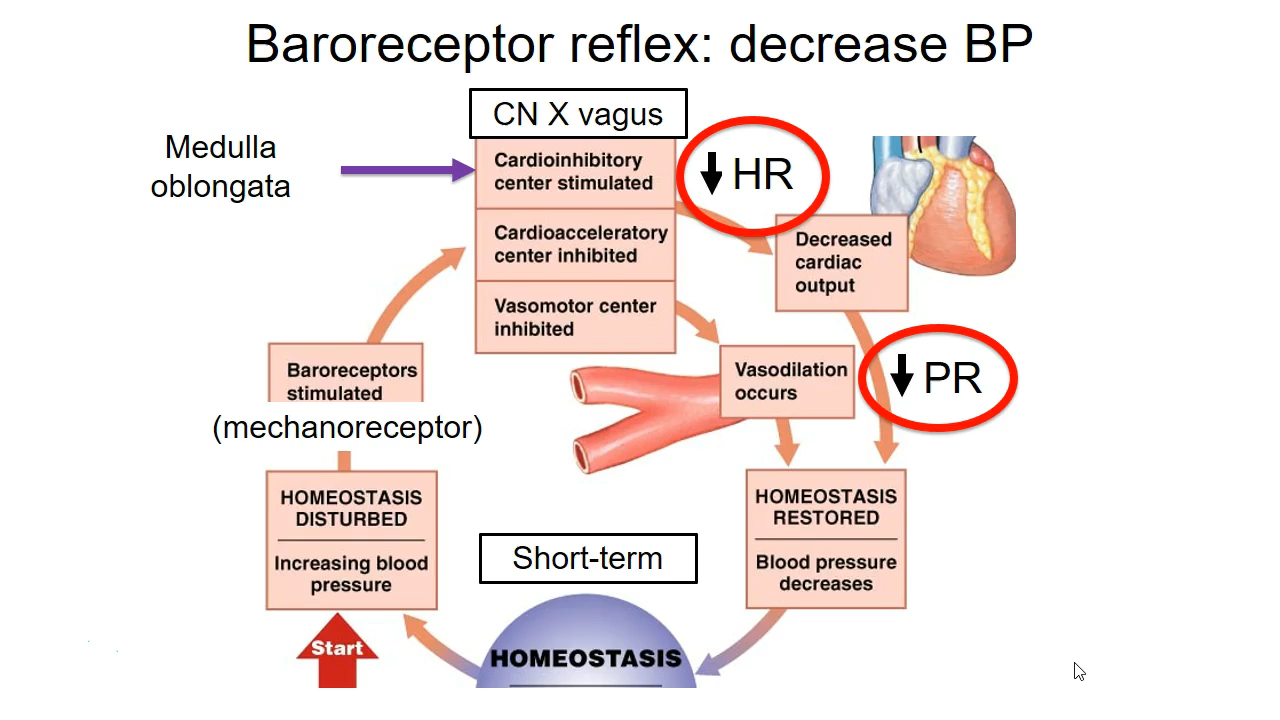 Baroreceptor reflex: decrease BP
CN X vagus
Medulla
oblongata
Cardioinhibitory
center stimulated
HR
Cardioacceleratory
center inhibited
Decreased
cardiac
output
Vasomotor center
inhibited
Baroreceptors
stimulated
(mechanoreceptor)
Vasodilation
occurs
PR
HOMEOSTASIS
DISTURBED
Increasing blood
pressure
HOMEOSTASIS
RESTORED
Blood pressure
decreases
Short-term
Start
HOMEOSTASIS